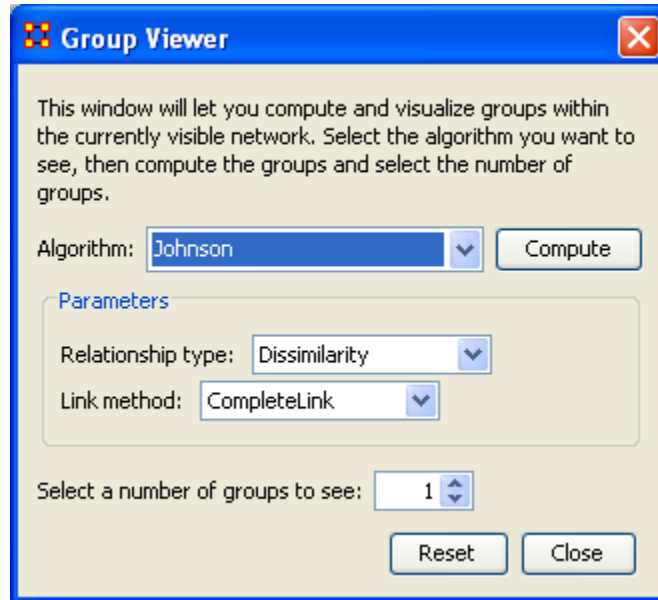 Group Viewer
This window will let you compute and visualize groups within
the currently visible network. Select the algorithm you want to
see, then compute the groups and select the number of
groups.
Algorithm: Johnson Compute
Parameters
Relationship type: Dissimilarity
Link method: CompleteLink
Select a number of groups to see: 1
Reset Close